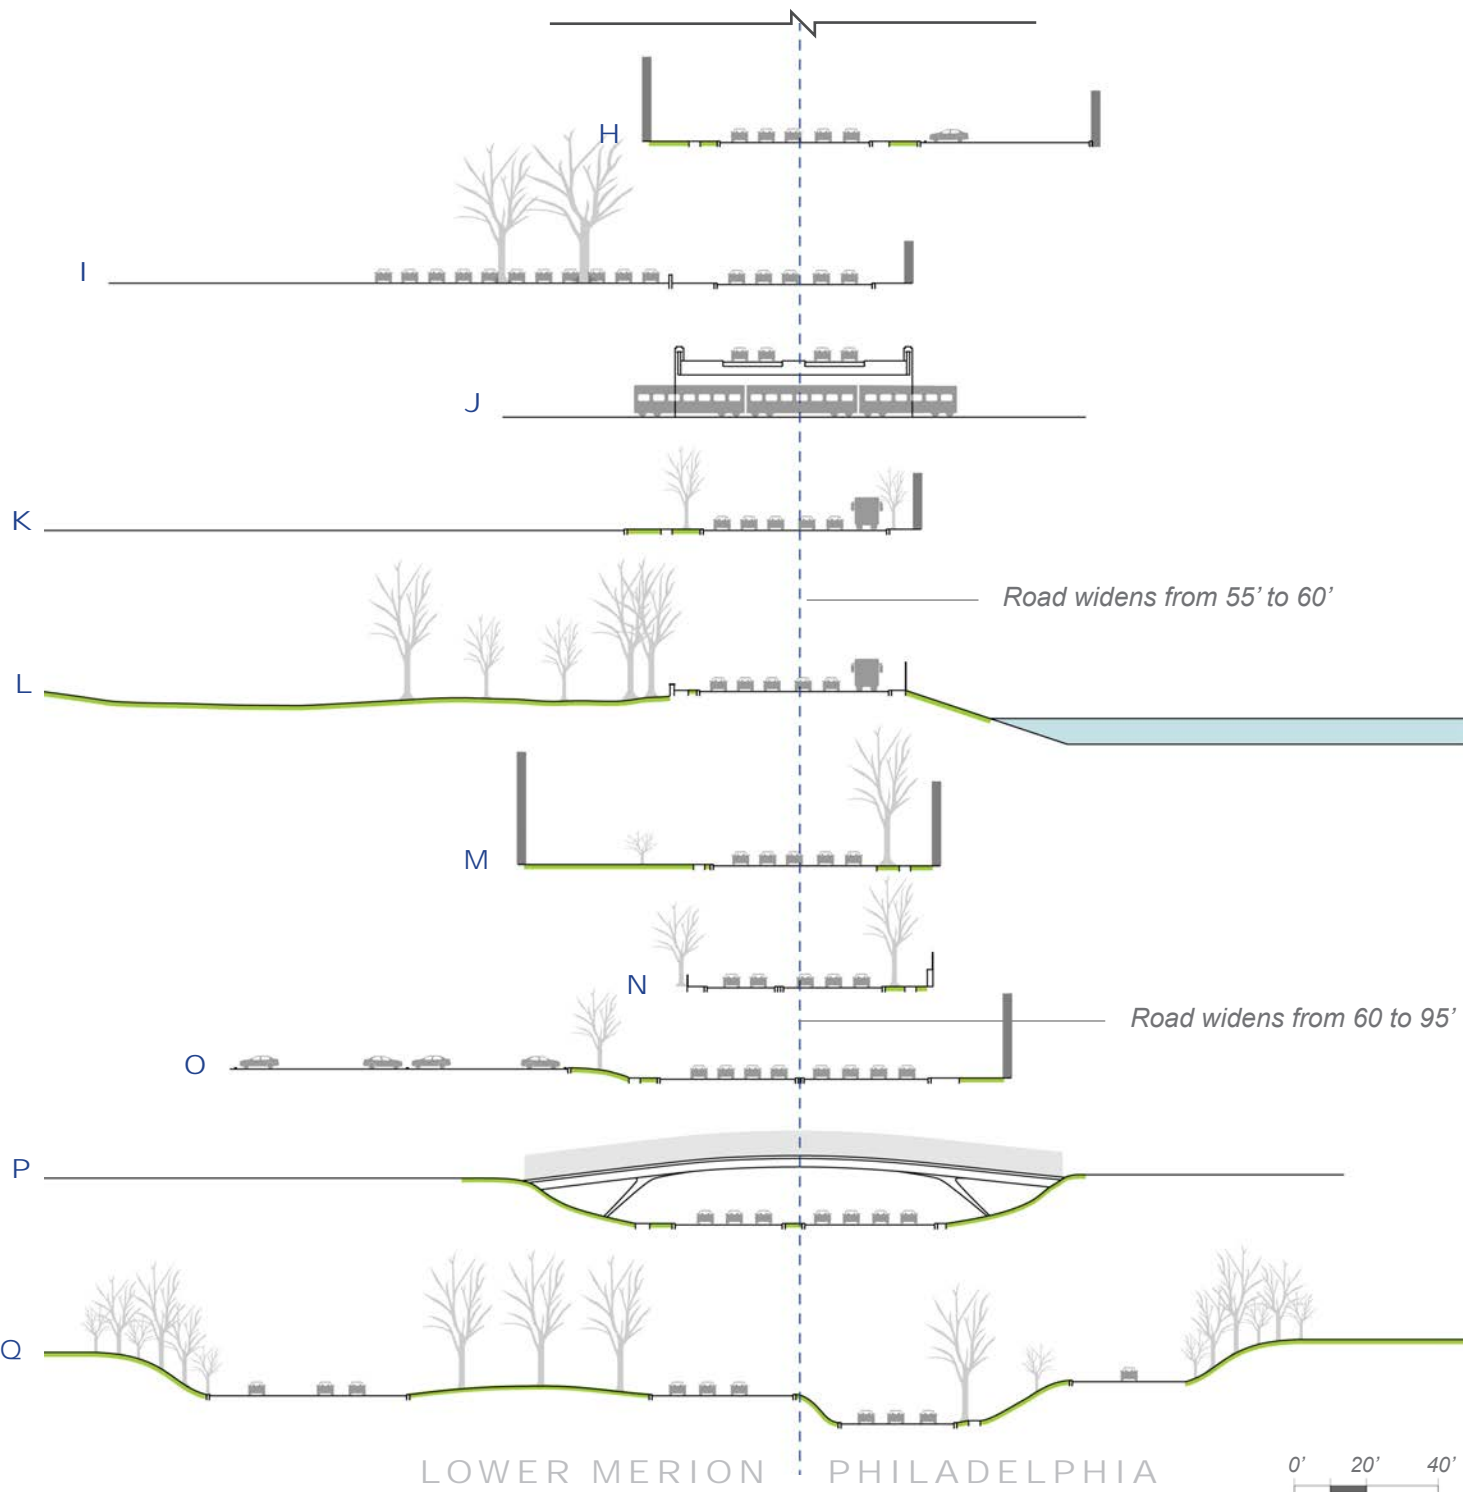 H
I
J
K
Road widens from 55' to 60'
L
M
N
Road widens from 60 to 95'
O
P
Q
LOWER MERION PHILADELPHIA
0' 20' 40'